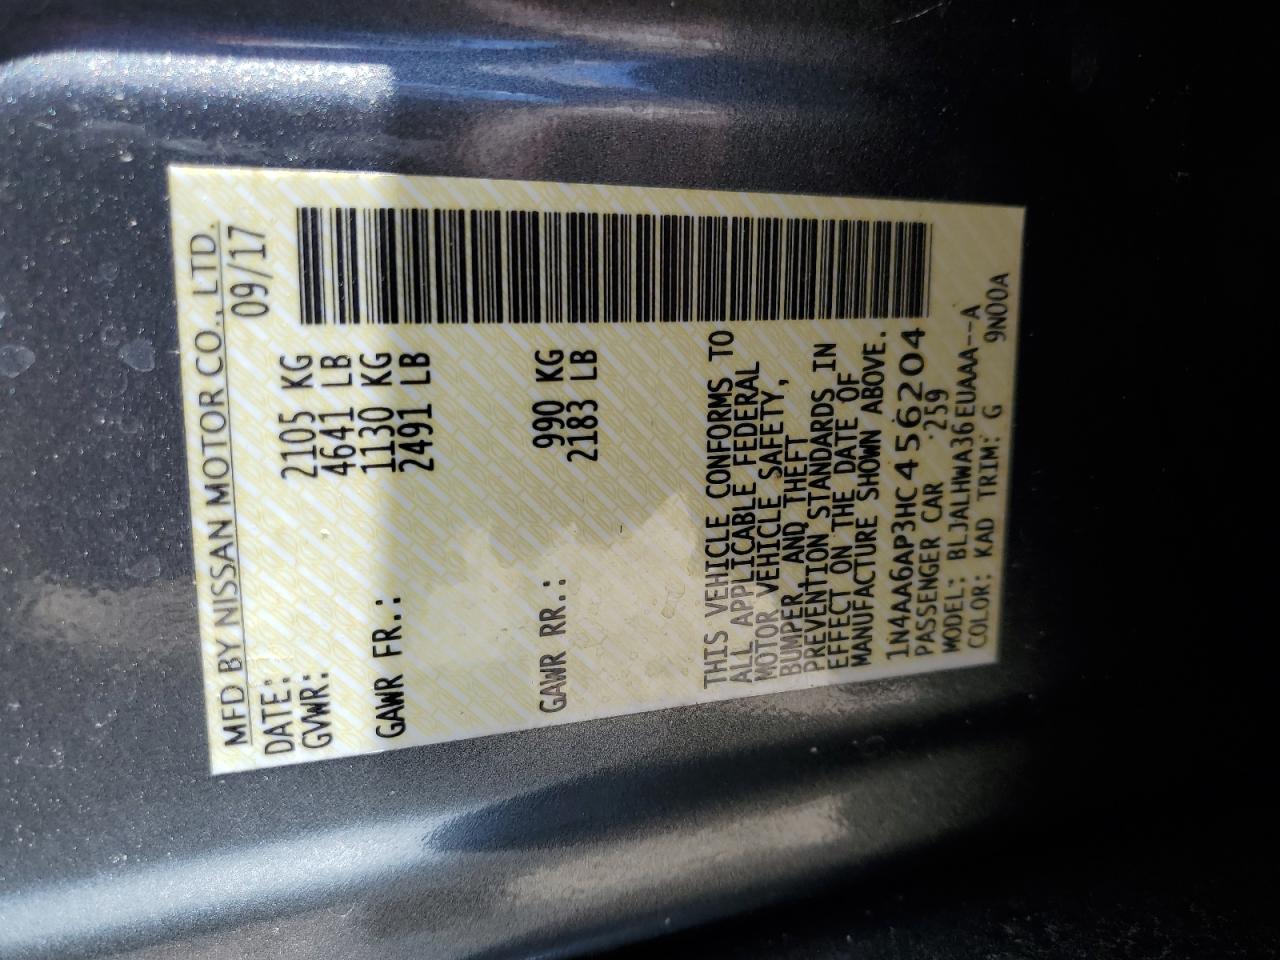 MFD BY NISSAN MOTOR CO., LTD.
DATE: 09/17
GVWR: 2105 KG
4641 LB
GAWR FR.: 1130 KG
2491 LB
GAWR RR.: 990 KG
2183 LB
THIS VEHICLE CONFORMS TO
ALL APPLICABLE FEDERAL
MOTOR VEHICLE SAFETY,
BUMPER AND THEFT
PREVENTION STANDARDS IN
EFFECT ON THE DATE OF
MANUFACTURE SHOWN ABOVE.
1N4AA6AP3HC456204
PASSENGER CAR 259
MODEL: BLJALHWA36EUAAA--A
COLOR: KAD TRIM: G 9N00A